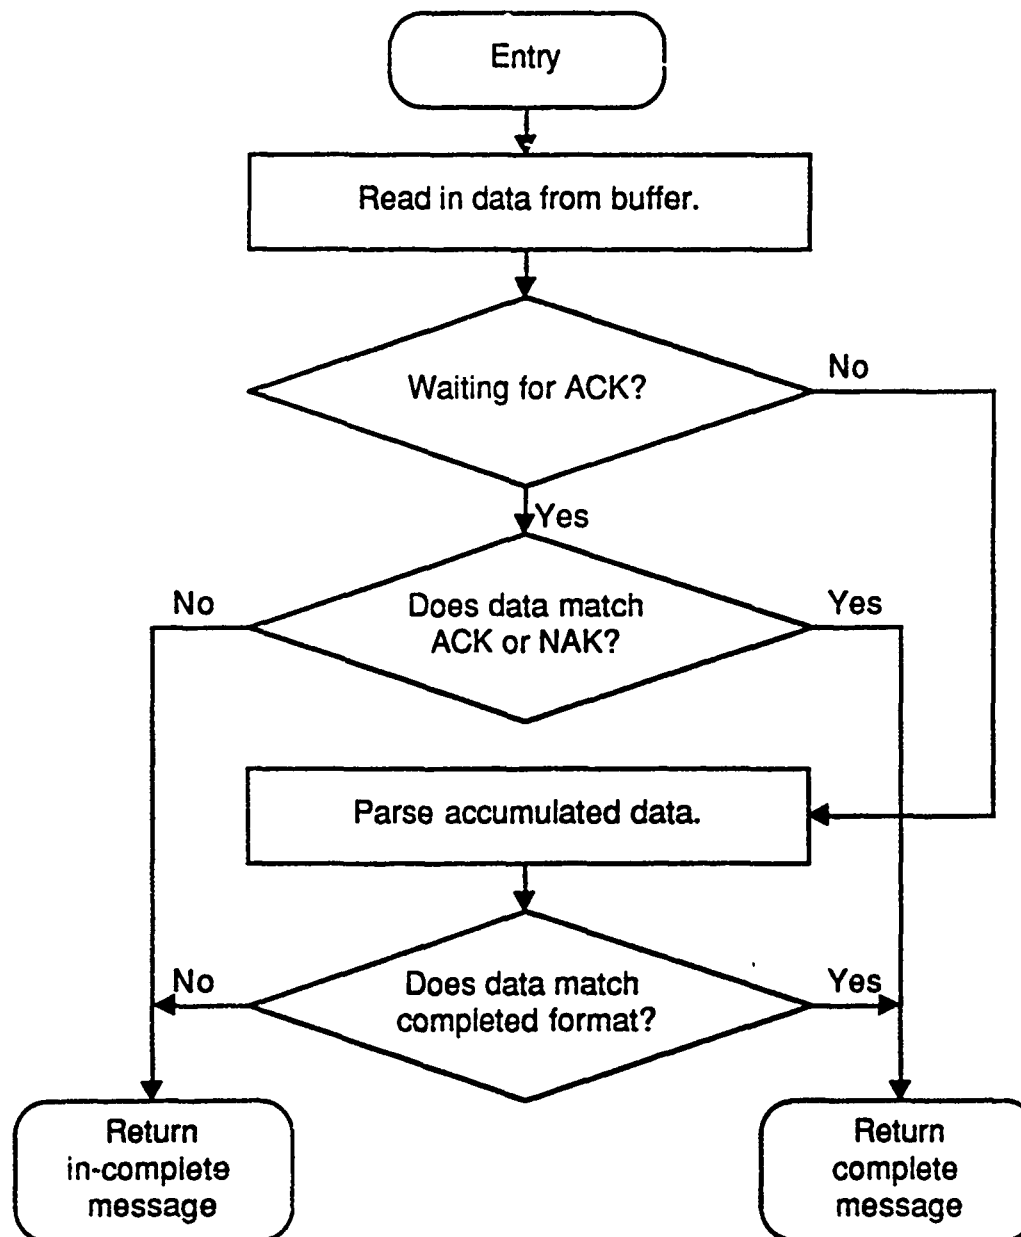 Entry
Read in data from buffer.
Waiting for ACK?
No
Yes
No
Does data match
ACK or NAK?
Yes
Parse accumulated data.
No
Does data match
completed format?
Yes
Return
in-complete
message
Return
complete
message